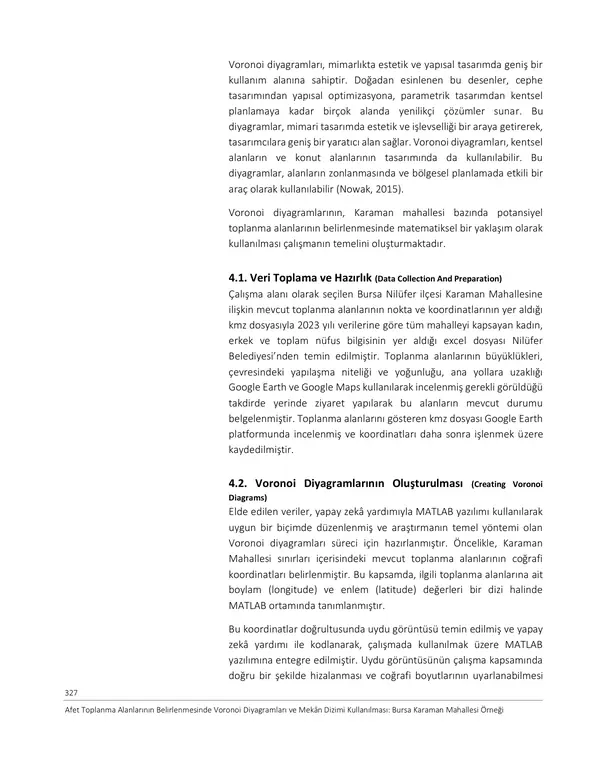 Voronoi diyagramları, mimarlıkta estetik ve yapısal tasarımda geniş bir
kullanım alanına sahiptir. Doğadan esinlenen bu desenler, cephe
tasarımından yapısal optimizasyona, parametrik tasarımdan kentsel
planlamaya kadar birçok alanda yenilikçi çözümler sunar. Bu
diyagramlar, mimari tasarımda estetik ve işlevselliği bir araya getirerek,
tasarımcılara geniş bir yaratıcı alan sağlar. Voronoi diyagramları, kentsel
alanların ve konut alanlarının tasarımında da kullanılabilir. Bu
diyagramlar, alanların zonlanmasında ve bölgesel planlamada etkili bir
araç olarak kullanılabilir (Nowak, 2015).
Voronoi diyagramlarının, Karaman mahallesi bazında potansiyel
toplanma alanlarının belirlenmesinde matematiksel bir yaklaşım olarak
kullanılması çalışmanın temelini oluşturmaktadır.
4.1. Veri Toplama ve Hazırlık (Data Collection And Preparation)
Çalışma alanı olarak seçilen Bursa Nilüfer ilçesi Karaman Mahallesine
ilişkin mevcut toplanma alanlarının nokta ve koordinatlarının yer aldığı
kmz dosyasıyla 2023 yılı verilerine göre tüm mahalleyi kapsayan kadın,
erkek ve toplam nüfus bilgisinin yer aldığı excel dosyası Nilüfer
Belediyesi'nden temin edilmiştir. Toplanma alanlarının büyüklükleri,
çevresindeki yapılaşma niteliği ve yoğunluğu, ana yollara uzaklığı
Google Earth ve Google Maps kullanılarak incelenmiş gerekli görüldüğü
takdirde yerinde ziyaret yapılarak bu alanların mevcut durumu
belgelenmiştir. Toplanma alanlarını gösteren kmz dosyası Google Earth
platformunda incelenmiş ve koordinatları daha sonra işlenmek üzere
kaydedilmiştir.
4.2. Voronoi Diyagramlarının Oluşturulması (Creating Voronoi
Diagrams)
Elde edilen veriler, yapay zekâ yardımıyla MATLAB yazılımı kullanılarak
uygun bir biçimde düzenlenmiş ve araştırmanın temel yöntemi olan
Voronoi diyagramları süreci için hazırlanmıştır. Öncelikle, Karaman
Mahallesi sınırları içerisindeki mevcut toplanma alanlarının coğrafi
koordinatları belirlenmiştir. Bu kapsamda, ilgili toplanma alanlarına ait
boylam (longitude) ve enlem (latitude) değerleri bir dizi halinde
MATLAB ortamında tanımlanmıştır.
Bu koordinatlar doğrultusunda uydu görüntüsü temin edilmiş ve yapay
zekâ yardımı ile kodlanarak, çalışmada kullanılmak üzere MATLAB
yazılımına entegre edilmiştir. Uydu görüntüsünün çalışma kapsamında
doğru bir şekilde hizalanması ve coğrafi boyutlarının uyarlanabilmesi
327
Afet Toplanma Alanlarının Belirlenmesinde Voronoi Diyagramları ve Mekân Dizimi Kullanılması: Bursa Karaman Mahallesi Örneği